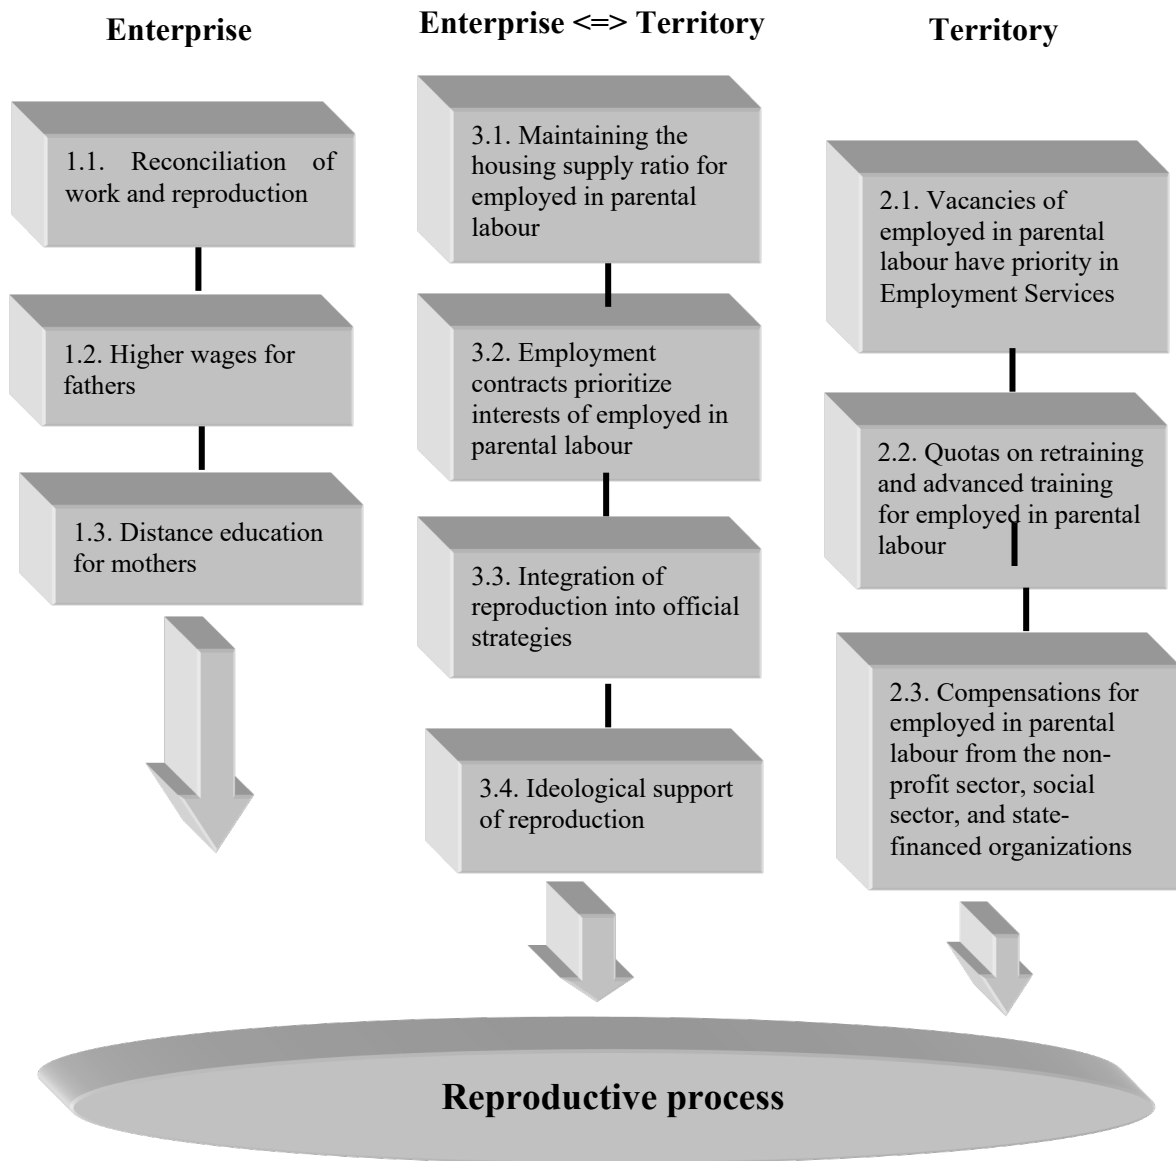 Enterprise
Enterprise <=> Territory
Territory
1.1. Reconciliation of
work and reproduction
1.2. Higher wages for
fathers
1.3. Distance education
for mothers
3.1. Maintaining the
housing supply ratio for
employed in parental
labour
3.2. Employment
contracts prioritize
interests of employed in
parental labour
3.3. Integration of
reproduction into official
strategies
3.4. Ideological support
of reproduction
2.1. Vacancies of
employed in parental
labour have priority in
Employment Services
2.2. Quotas on retraining
and advanced training
for employed in parental
labour
2.3. Compensations for
employed in parental
labour from the non-
profit sector, social
sector, and state-
financed organizations
Reproductive process